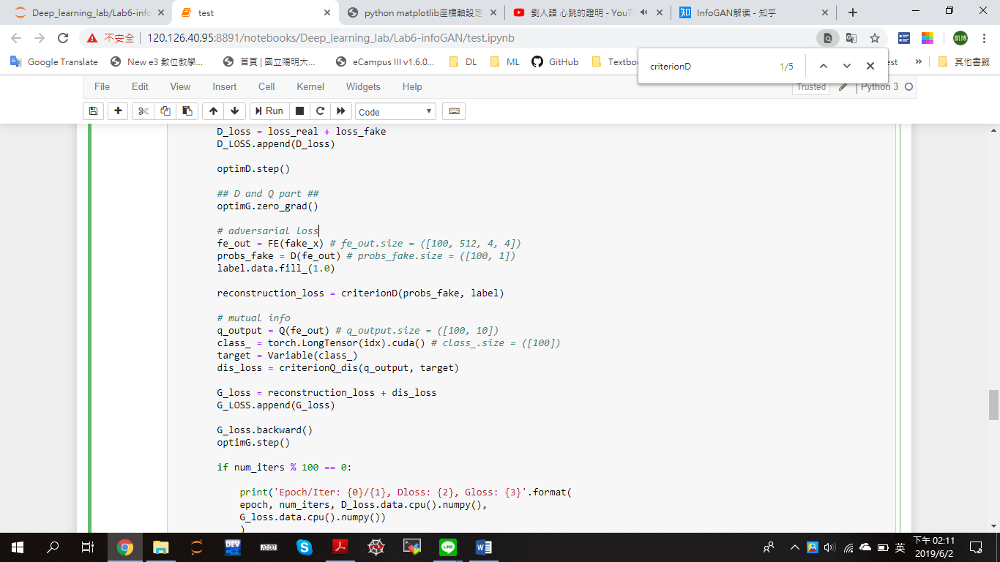 Deep_learning_lab/Lab6-info
test
python matplotlib座標軸設定
劉人語 心跳的證明 - YouT
InfoGAN解读 - 知乎
不安全 | 120.126.40.95:8891/notebooks/Deep_learning_lab/Lab6-infoGAN/test.ipynb
Google Translate
New e3 數位教學...
首頁 | 國立陽明大...
eCampus III v1.6.0...
DL
ML
GitHub
Textbo
est
»
其他書籤
criterionD
1/5
File
Edit
View
Insert
Cell
Kernel
Widgets
Help
Trusted
Python 3
Run
Code
D_loss = loss_real + loss_fake
D_LOSS.append(D_loss)
optimD.step()
## D and Q part ##
optimG.zero_grad()
# adversarial loss
fe_out = FE(fake_x) # fe_out.size = ([100, 512, 4, 4])
probs_fake = D(fe_out) # probs_fake.size = ([100, 1])
label.data.fill_(1.0)
reconstruction_loss = criterionD(probs_fake, label)
# mutual info
q_output = Q(fe_out) # q_output.size = ([100, 10])
class_ = torch.LongTensor(idx).cuda() # class_.size = ([100])
target = Variable(class_)
dis_loss = criterionQ_dis(q_output, target)
G_loss = reconstruction_loss + dis_loss
G_LOSS.append(G_loss)
G_loss.backward()
optimG.step()
if num_iters % 100 == 0:
print('Epoch/Iter: {0}/{1}, Dloss: {2}, Gloss: {3}'.format(
epoch, num_iters, D_loss.data.cpu().numpy(),
G_loss.data.cpu().numpy())
)
DEV
英
下午 02:11
2019/6/2